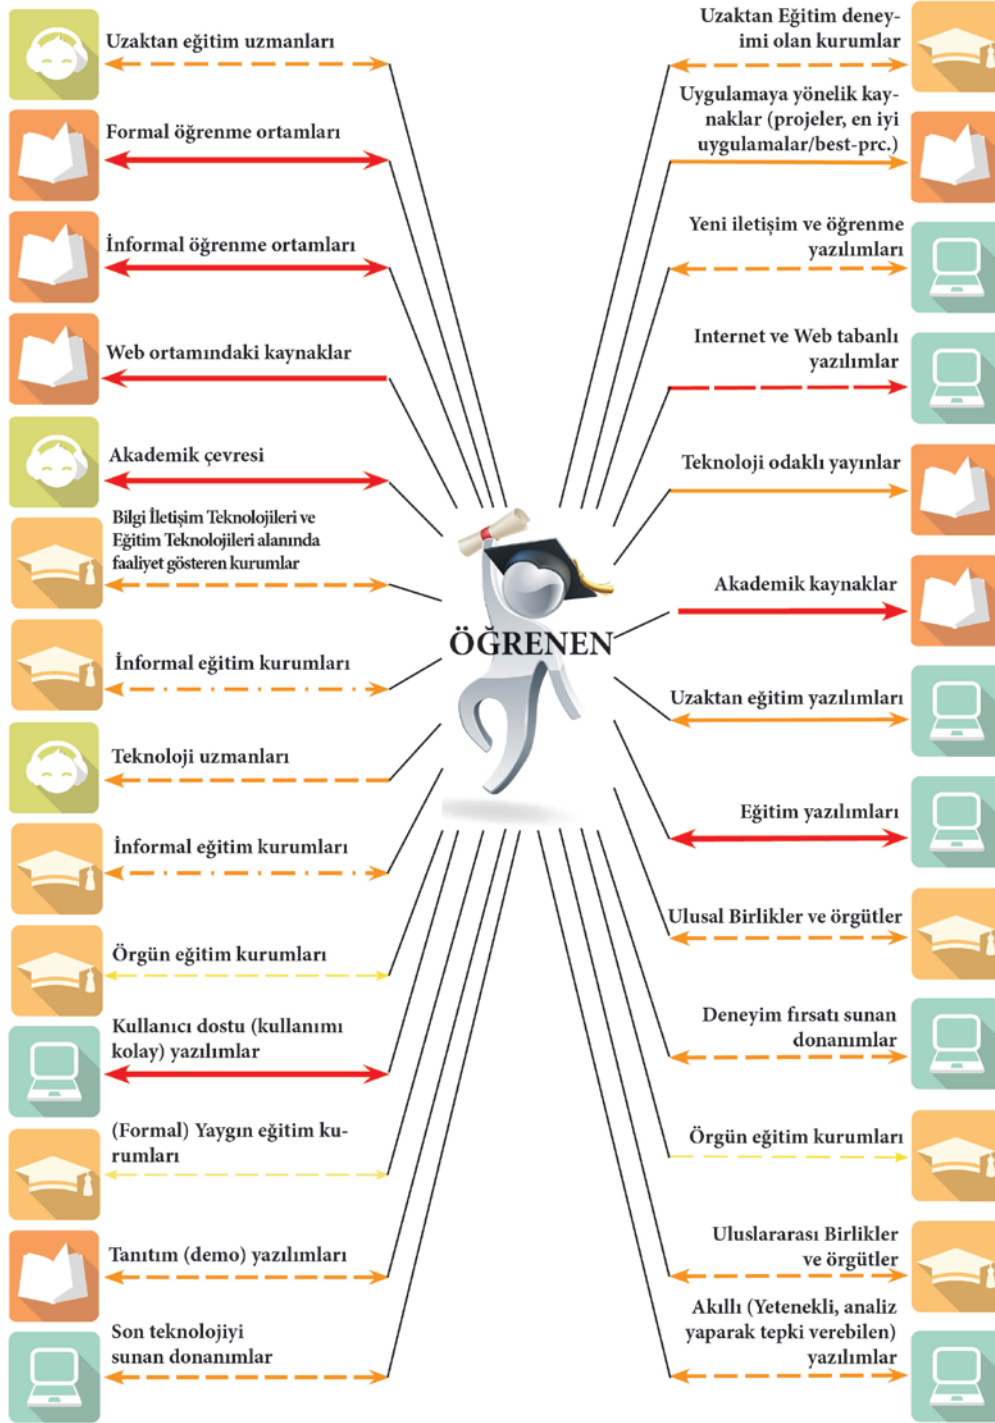 Uzaktan eğitim uzmanları
Formal öğrenme ortamları
İnformal öğrenme ortamları
Web ortamındaki kaynaklar
Akademik çevresi
Bilgi İletişim Teknolojileri ve
Eğitim Teknolojileri alanında
faaliyet gösteren kurumlar
İnformal eğitim kurumları
Teknoloji uzmanları
İnformal eğitim kurumları
Örgün eğitim kurumları
Kullanıcı dostu (kullanımı
kolay) yazılımlar
(Formal) Yaygın eğitim ku-
rumları
Tanıtım (demo) yazılımları
Son teknolojiyi
sunan donanımlar
ÖĞRENEN
Uzaktan Eğitim deney-
imi olan kurumlar
Uygulamaya yönelik kay-
naklar (projeler, en iyi
uygulamalar/best-prc.)
Yeni iletişim ve öğrenme
yazılımları
Internet ve Web tabanlı
yazılımlar
Teknoloji odaklı yayınlar
Akademik kaynaklar
Uzaktan eğitim yazılımları
Eğitim yazılımları
Ulusal Birlikler ve örgütler
Deneyim fırsatı sunan
donanımlar
Örgün eğitim kurumları
Uluslararası Birlikler
ve örgütler
Akıllı (Yetenekli, analiz
yaparak tepki verebilen)
yazılımlar